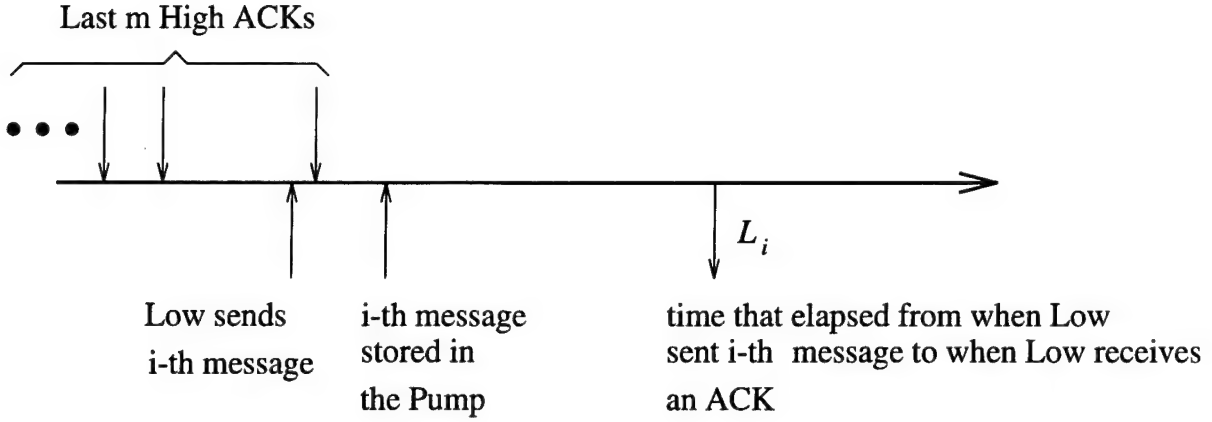 Last m High ACKs
L_i
Low sends
i-th message
i-th message
stored in
the Pump
time that elapsed from when Low
sent i-th message to when Low receives
an ACK